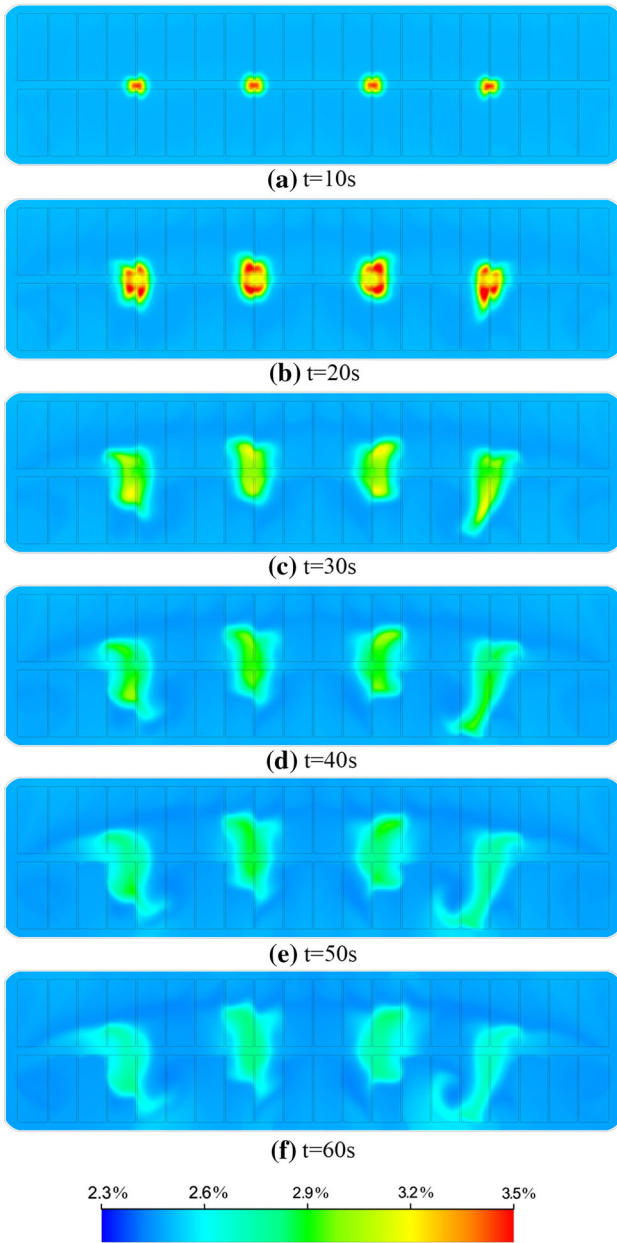 (a) t=10s
(b) t=20s
(c) t=30s
(d) t=40s
(e) t=50s
(f) t=60s
2.3% 2.6% 2.9% 3.2% 3.5%